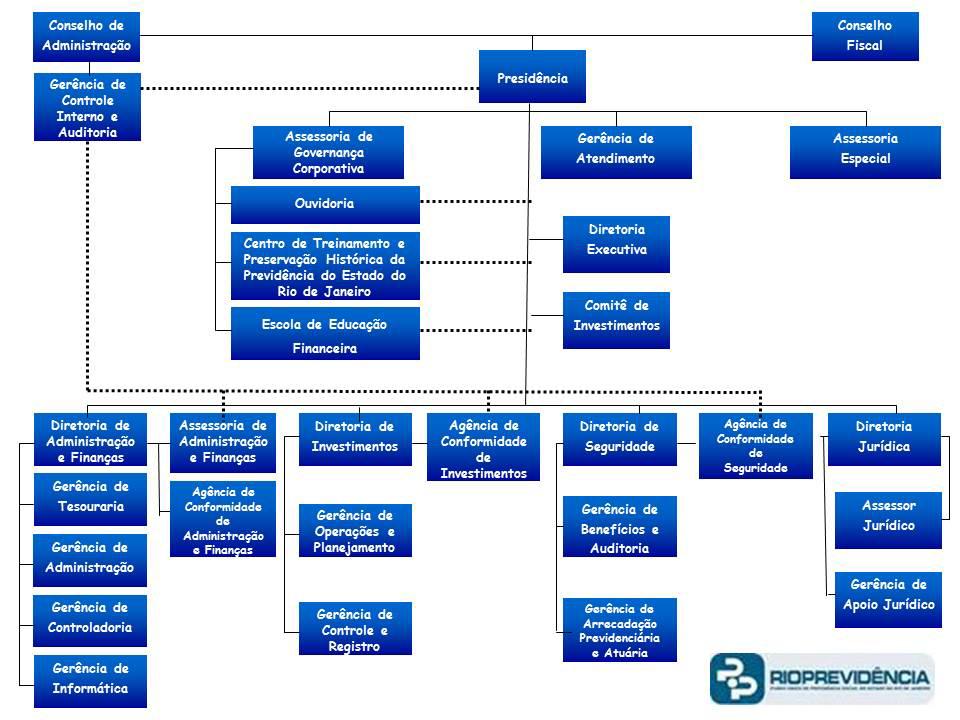 Conselho de
Administração
Conselho
Fiscal
Presidência
Gerência de
Controle
Interno e
Auditoria
Assessoria de
Governança
Corporativa
Gerência de
Atendimento
Assessoria
Especial
Ouvidoria
Centro de Treinamento e
Preservação Histórica da
Previdência do Estado do
Rio de Janeiro
Escola de Educação
Financeira
Diretoria
Executiva
Comitê de
Investimentos
Diretoria de
Administração
e Finanças
Assessoria de
Administração
e Finanças
Diretoria de
Investimentos
Agência de
Conformidade
de
Investimentos
Diretoria de
Seguridade
Agência de
Conformidade
de
Seguridade
Diretoria
Jurídica
Gerência de
Tesouraria
Agência de
Conformidade
de
Administração
e Finanças
Gerência de
Administração
Gerência de
Controladoria
Gerência de
Informática
Gerência de
Operações e
Planejamento
Gerência de
Controle e
Registro
Gerência de
Benefícios e
Auditoria
Gerência de
Arrecadação
Previdenciária
e Atuária
Assessor
Jurídico
Gerência de
Apoio Jurídico
RIOPREVIDÊNCIA